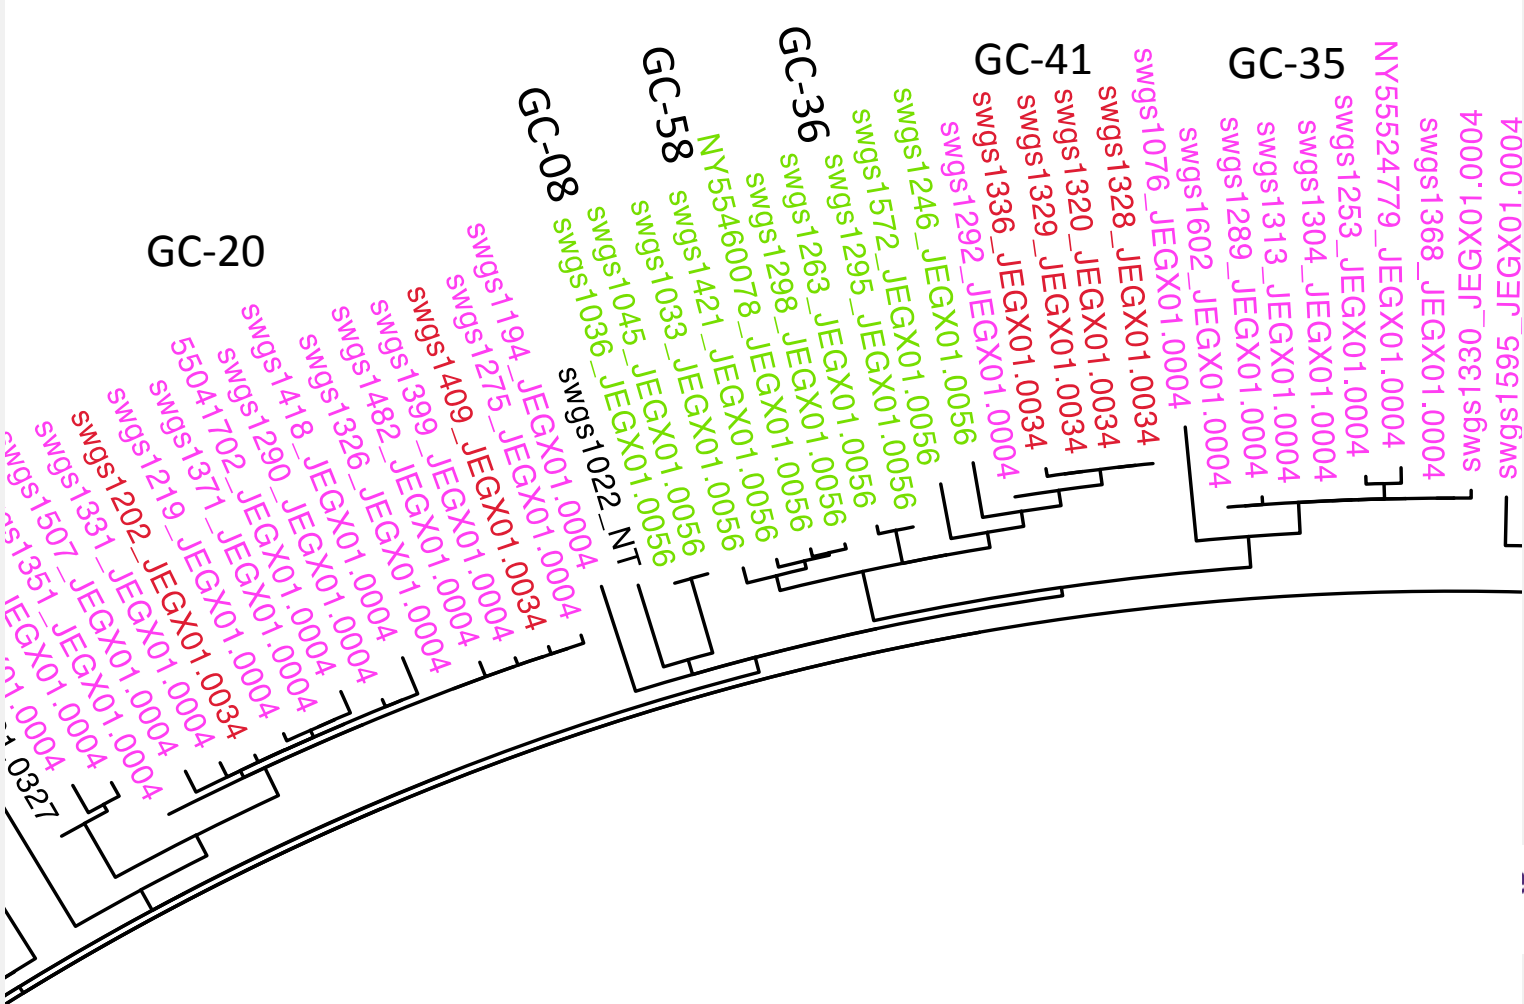 GC-20
GC-08
GC-58
GC-36
GC-41
GC-35
01.0004
.0327
swgs1507_JEGX01.0004
swgs1331_JEGX01.0004
swgs1202_JEGX01.0034
swgs1219_JEGX01.0004
swgs1371_JEGX01.0004
55041702_JEGX01.0004
swgs1290_JEGX01.0004
swgs1418_JEGX01.0004
swgs1326_JEGX01.0004
swgs1482_JEGX01.0004
swgs1399_JEGX01.0004
swgs1409_JEGX01.0034
swgs1275_JEGX01.0004
swgs1194_JEGX01.0004
swgs1022_NT
swgs1036_JEGX01.0056
swgs1045_JEGX01.0056
swgs1033_JEGX01.0056
swgs1421_JEGX01.0056
NY55460078_JEGX01.0056
swgs1298_JEGX01.0056
swgs1263_JEGX01.0056
swgs1295_JEGX01.0056
swgs1572_JEGX01.0056
swgs1246_JEGX01.0056
swgs1292_JEGX01.0004
swgs1336_JEGX01.0034
swgs1329_JEGX01.0034
swgs1320_JEGX01.0034
swgs1328_JEGX01.0034
swgs1076_JEGX01.0004
swgs1602_JEGX01.0004
swgs1289_JEGX01.0004
swgs1313_JEGX01.0004
swgs1304_JEGX01.0004
swgs1253_JEGX01.0004
NY55524779_JEGX01.0004
swgs1368_JEGX01.0004
swgs1330_JEGX01.0004
swgs1595_JEGX01.0004